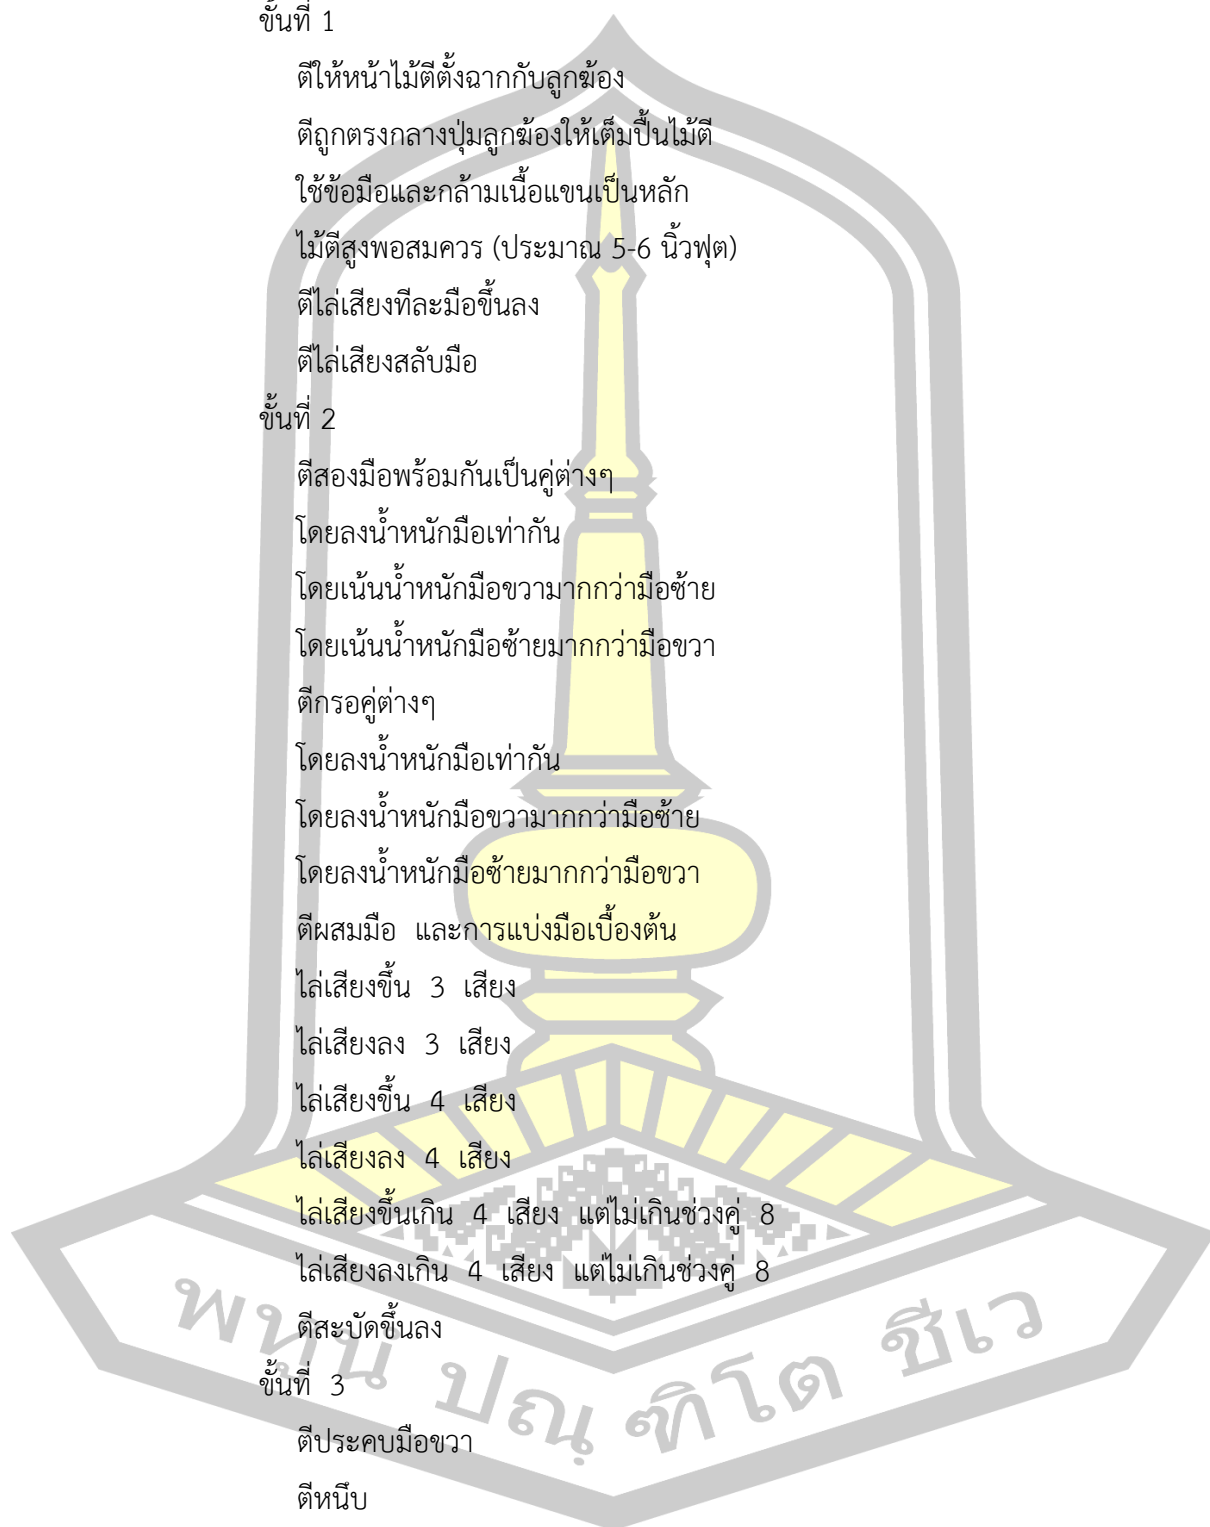 ขั้นที่ 1
ตีให้หน้าไม้ตีตั้งฉากกับลูกฆ้อง
ตีถูกตรงกลางปุ่มลูกฆ้องให้เต็มปื้นไม้ตี
ใช้ข้อมือและกล้ามเนื้อแขนเป็นหลัก
ไม้ตีสูงพอสมควร (ประมาณ 5-6 นิ้วฟุต)
ตีไล่เสียงทีละมือขึ้นลง
ตีไล่เสียงสลับมือ
ขั้นที่ 2
ตีสองมือพร้อมกันเป็นคู่ต่างๆ
โดยลงน้ำหนักมือเท่ากัน
โดยเน้นน้ำหนักมือขวามากกว่ามือซ้าย
โดยเน้นน้ำหนักมือซ้ายมากกว่ามือขวา
ตีกรอคู่ต่างๆ
โดยลงน้ำหนักมือเท่ากัน
โดยลงน้ำหนักมือขวามากกว่ามือซ้าย
โดยลงน้ำหนักมือซ้ายมากกว่ามือขวา
ตีผสมมือ และการแบ่งมือเบื้องต้น
ไล่เสียงขึ้น 3 เสียง
ไล่เสียงลง 3 เสียง
ไล่เสียงขึ้น 4 เสียง
ไล่เสียงลง 4 เสียง
ไล่เสียงขึ้นเกิน 4 เสียง แต่ไม่เกินช่วงคู่ 8
ไล่เสียงลงเกิน 4 เสียง แต่ไม่เกินช่วงคู่ 8
ตีสะบัดขึ้นลง
ขั้นที่ 3
ตีประคบมือขวา
ตีหนึบ
พหูนํ ปณฺฑิโต ชีเว